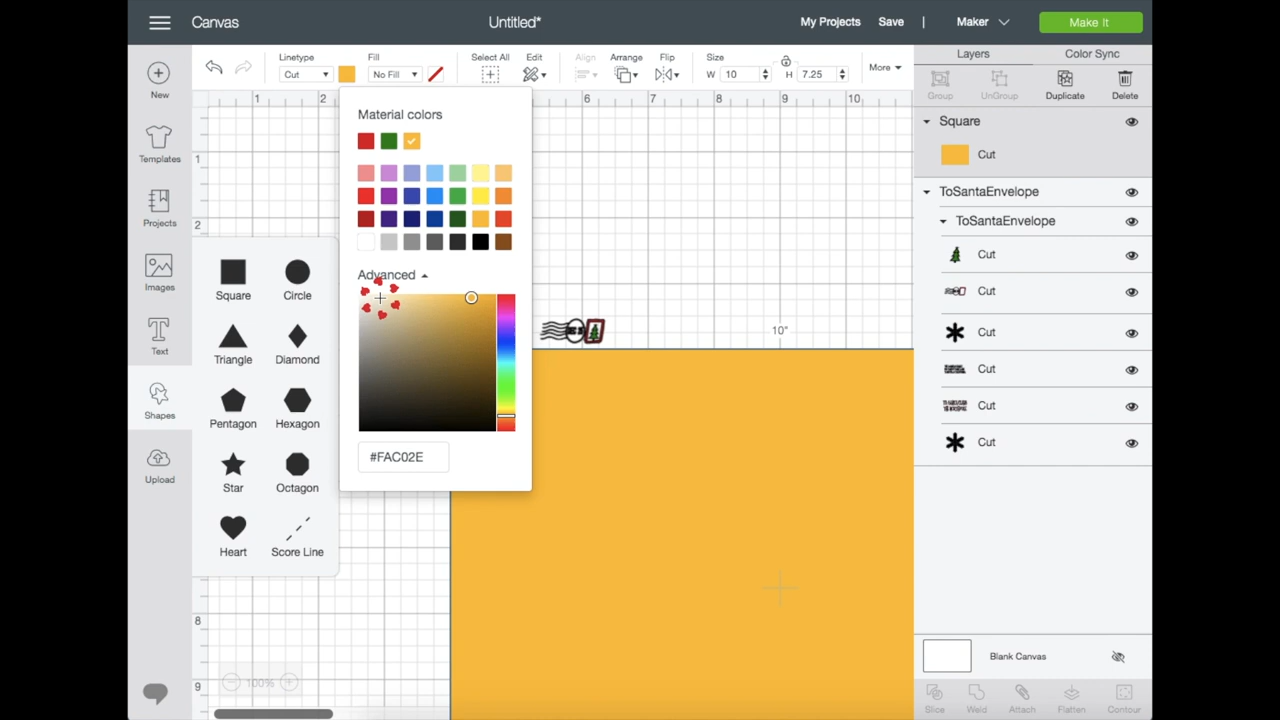 Canvas
Untitled*
My Projects
Save
|
Maker
Make It
Linetype
Cut
Fill
No Fill
Select All
Edit
Align
Arrange
Flip
Size
W 10
H 7.25
More
Layers
Color Sync
New
Templates
Projects
Images
Text
Shapes
Upload
1
2
6
7
8
9
10
1
2
8
9
Square
Circle
Triangle
Diamond
Pentagon
Hexagon
Star
Octagon
Heart
Score Line
Material colors
Advanced
#FAC02E
10"
100%
Group
UnGroup
Duplicate
Delete
Square
Cut
ToSantaEnvelope
ToSantaEnvelope
Cut
Cut
Cut
Cut
Cut
Cut
Blank Canvas
Slice
Weld
Attach
Flatten
Contour